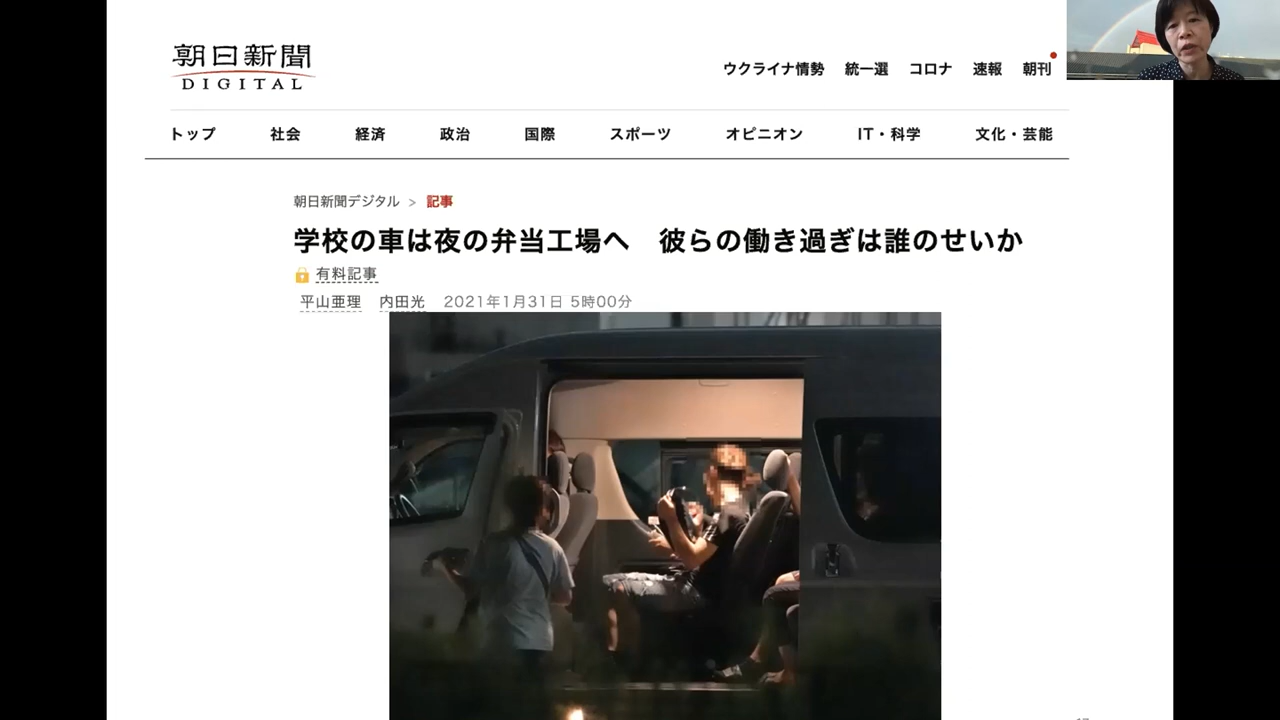 朝日新聞
DIGITAL
ウクライナ情勢 統一選 コロナ 速報 朝刊
トップ 社会 経済 政治 国際 スポーツ オピニオン IT・科学 文化・芸能
朝日新聞デジタル > 記事
学校の車は夜の弁当工場へ 彼らの働き過ぎは誰のせいか
有料記事
平山亜理 内田光 2021年1月31日 5時00分